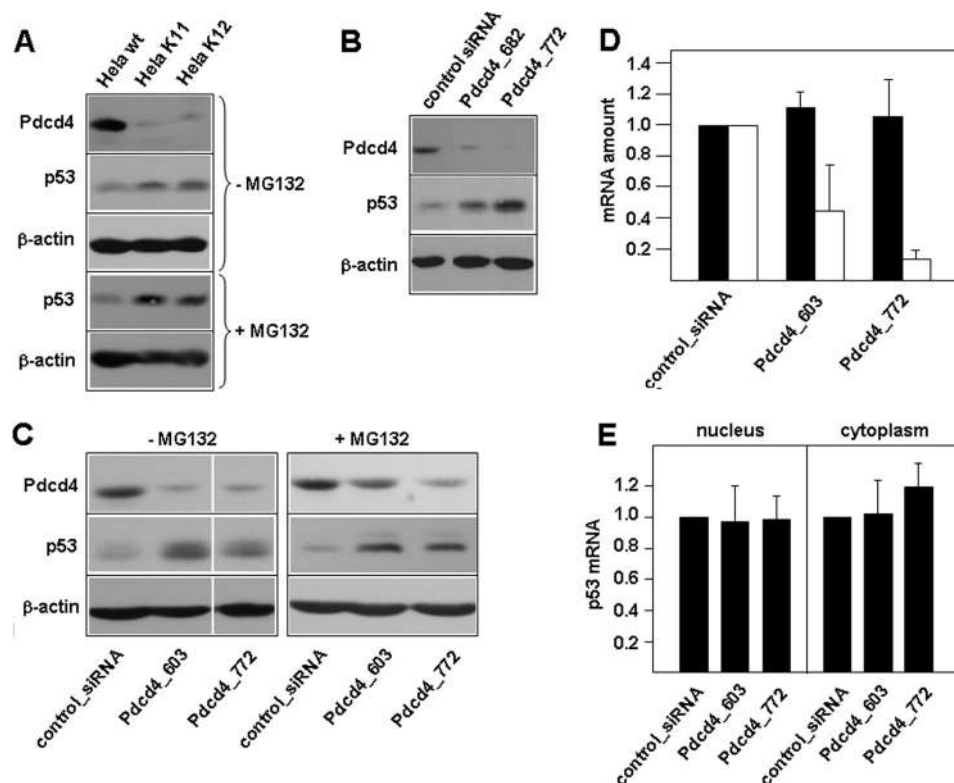 A
Hela wt
Hela K11
Hela K12
Pdcd4
p53
β-actin
- MG132
p53
β-actin
+ MG132
B
control siRNA
Pdcd4_682
Pdcd4_772
Pdcd4
p53
β-actin
C
- MG132
+ MG132
Pdcd4
p53
β-actin
control_siRNA
Pdcd4_603
Pdcd4_772
control_siRNA
Pdcd4_603
Pdcd4_772
D
mRNA amount
1.4
1.2
1.0
0.8
0.6
0.4
0.2
control_siRNA
Pdcd4_603
Pdcd4_772
E
nucleus
cytoplasm
p53 mRNA
1.2
1.0
0.8
0.6
0.4
0.2
control_siRNA
Pdcd4_603
Pdcd4_772
control_siRNA
Pdcd4_603
Pdcd4_772